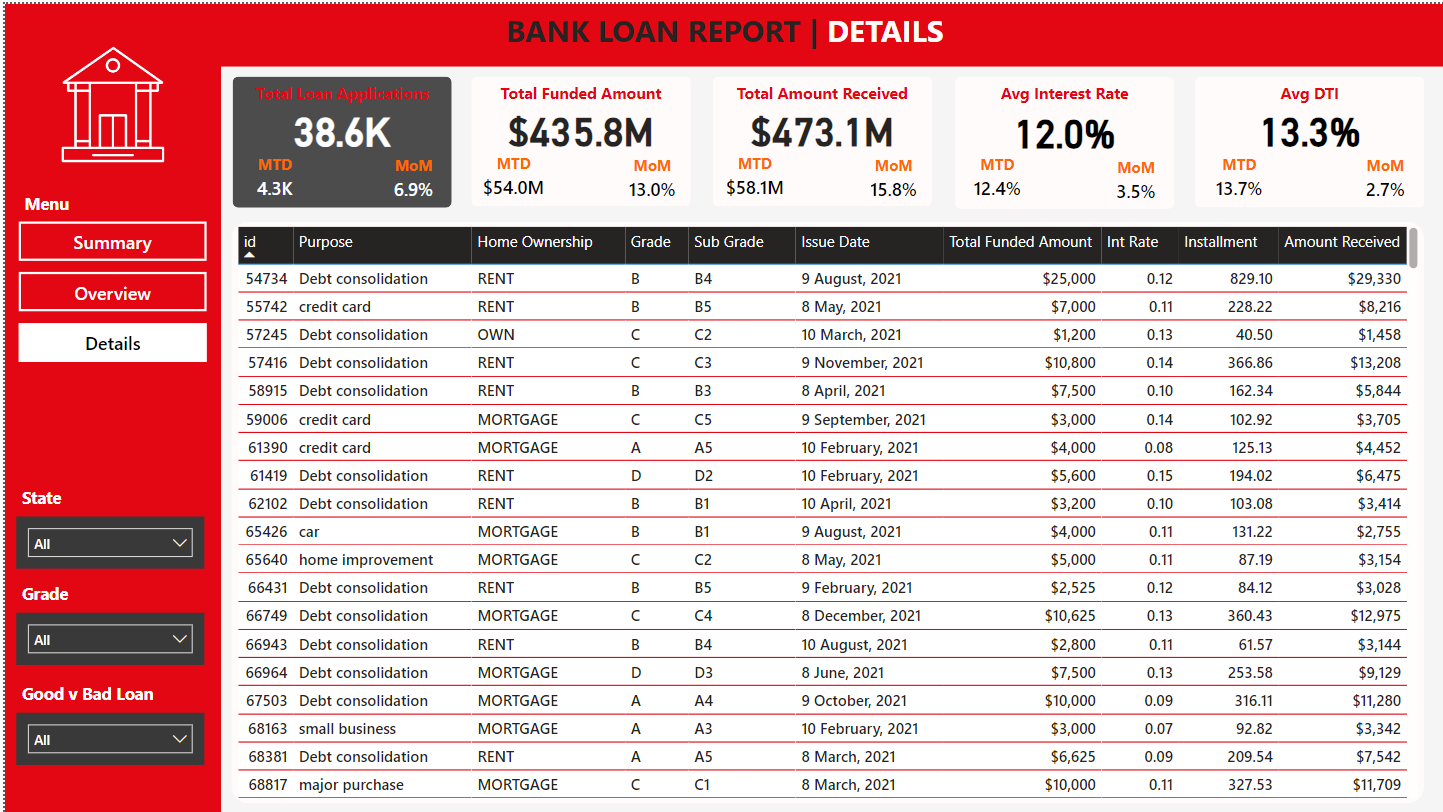 BANK LOAN REPORT | DETAILS
Menu
Summary
Overview
Details
State
All
Grade
All
Good v Bad Loan
All
Total Loan Applications
38.6K
MTD MoM
4.3K 6.9%
Total Funded Amount
$435.8M
MTD MoM
$54.0M 13.0%
Total Amount Received
$473.1M
MTD MoM
$58.1M 15.8%
Avg Interest Rate
12.0%
MTD MoM
12.4% 3.5%
Avg DTI
13.3%
MTD MoM
13.7% 2.7%
id Purpose Home Ownership Grade Sub Grade Issue Date Total Funded Amount Int Rate Installment Amount Received
54734 Debt consolidation RENT B B4 9 August, 2021 $25,000 0.12 829.10 $29,330
55742 credit card RENT B B5 8 May, 2021 $7,000 0.11 228.22 $8,216
57245 Debt consolidation OWN C C2 10 March, 2021 $1,200 0.13 40.50 $1,458
57416 Debt consolidation RENT C C3 9 November, 2021 $10,800 0.14 366.86 $13,208
58915 Debt consolidation RENT B B3 8 April, 2021 $7,500 0.10 162.34 $5,844
59006 credit card MORTGAGE C C5 9 September, 2021 $3,000 0.14 102.92 $3,705
61390 credit card MORTGAGE A A5 10 February, 2021 $4,000 0.08 125.13 $4,452
61419 Debt consolidation RENT D D2 10 February, 2021 $5,600 0.15 194.02 $6,475
62102 Debt consolidation RENT B B1 10 April, 2021 $3,200 0.10 103.08 $3,414
65426 car MORTGAGE B B1 9 August, 2021 $4,000 0.11 131.22 $2,755
65640 home improvement MORTGAGE C C2 8 May, 2021 $5,000 0.11 87.19 $3,154
66431 Debt consolidation RENT B B5 9 February, 2021 $2,525 0.12 84.12 $3,028
66749 Debt consolidation MORTGAGE C C4 8 December, 2021 $10,625 0.13 360.43 $12,975
66943 Debt consolidation RENT B B4 10 August, 2021 $2,800 0.11 61.57 $3,144
66964 Debt consolidation MORTGAGE D D3 8 June, 2021 $7,500 0.13 253.58 $9,129
67503 Debt consolidation MORTGAGE A A4 9 October, 2021 $10,000 0.09 316.11 $11,280
68163 small business MORTGAGE A A3 10 February, 2021 $3,000 0.07 92.82 $3,342
68381 Debt consolidation RENT A A5 8 March, 2021 $6,625 0.09 209.54 $7,542
68817 major purchase MORTGAGE C C1 8 March, 2021 $10,000 0.11 327.53 $11,709